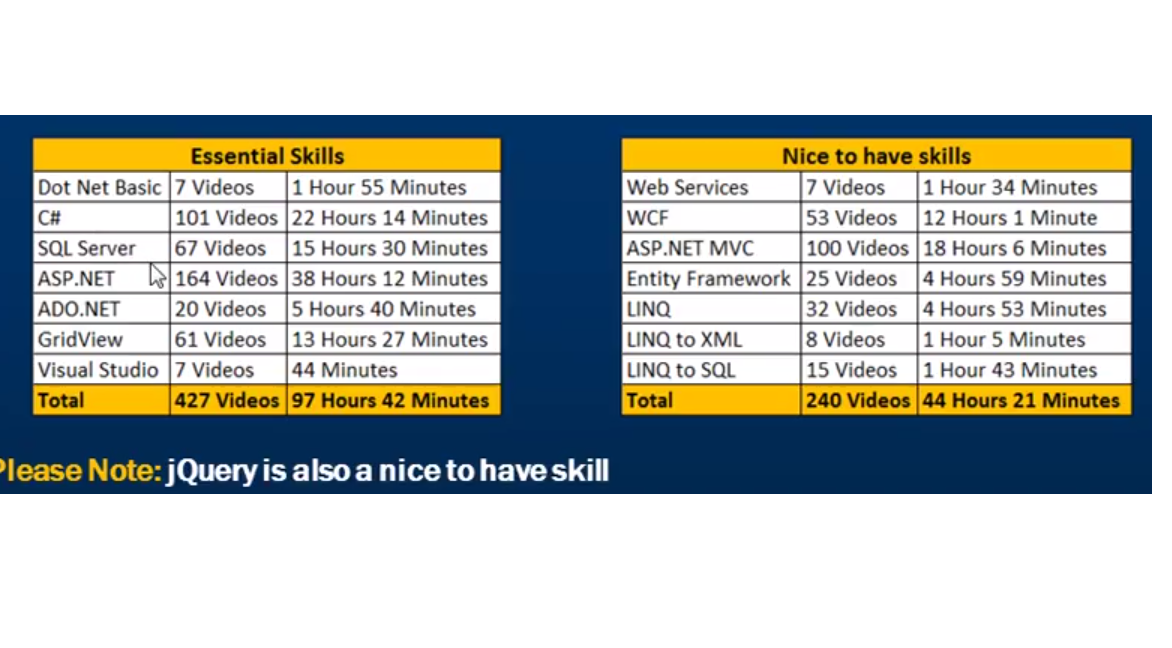 Essential Skills
Dot Net Basic 7 Videos 1 Hour 55 Minutes
C# 101 Videos 22 Hours 14 Minutes
SQL Server 67 Videos 15 Hours 30 Minutes
ASP.NET 164 Videos 38 Hours 12 Minutes
ADO.NET 20 Videos 5 Hours 40 Minutes
GridView 61 Videos 13 Hours 27 Minutes
Visual Studio 7 Videos 44 Minutes
Total 427 Videos 97 Hours 42 Minutes
Nice to have skills
Web Services 7 Videos 1 Hour 34 Minutes
WCF 53 Videos 12 Hours 1 Minute
ASP.NET MVC 100 Videos 18 Hours 6 Minutes
Entity Framework 25 Videos 4 Hours 59 Minutes
LINQ 32 Videos 4 Hours 53 Minutes
LINQ to XML 8 Videos 1 Hour 5 Minutes
LINQ to SQL 15 Videos 1 Hour 43 Minutes
Total 240 Videos 44 Hours 21 Minutes
Please Note: jQuery is also a nice to have skill